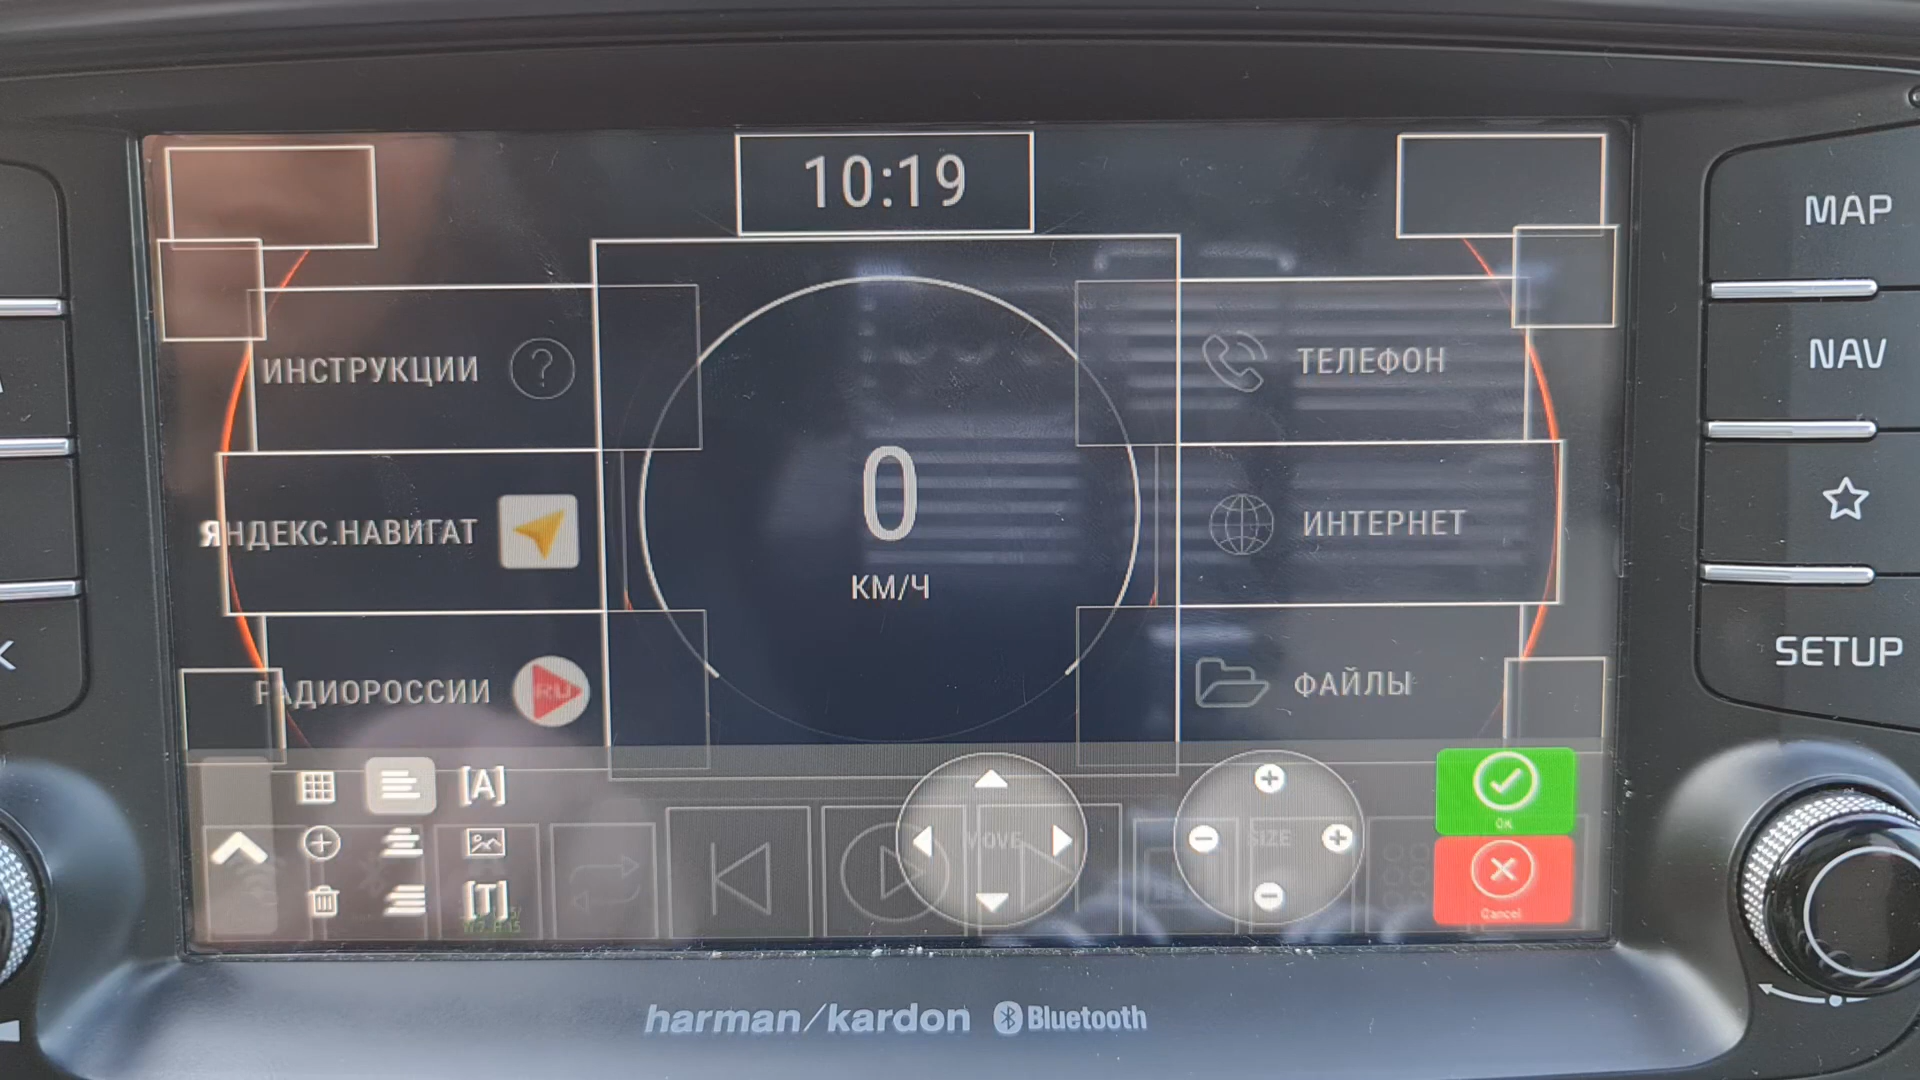 10:19
MAP
ИНСТРУКЦИИ
?
ТЕЛЕФОН
NAV
ЯНДЕКС.НАВИГАТ
0
КМ/Ч
ИНТЕРНЕТ
РАДИОРОССИИ
RU
ФАЙЛЫ
SETUP
[A]
MOVE
SIZE
OK
[T]
Cancel
harman/kardon Bluetooth